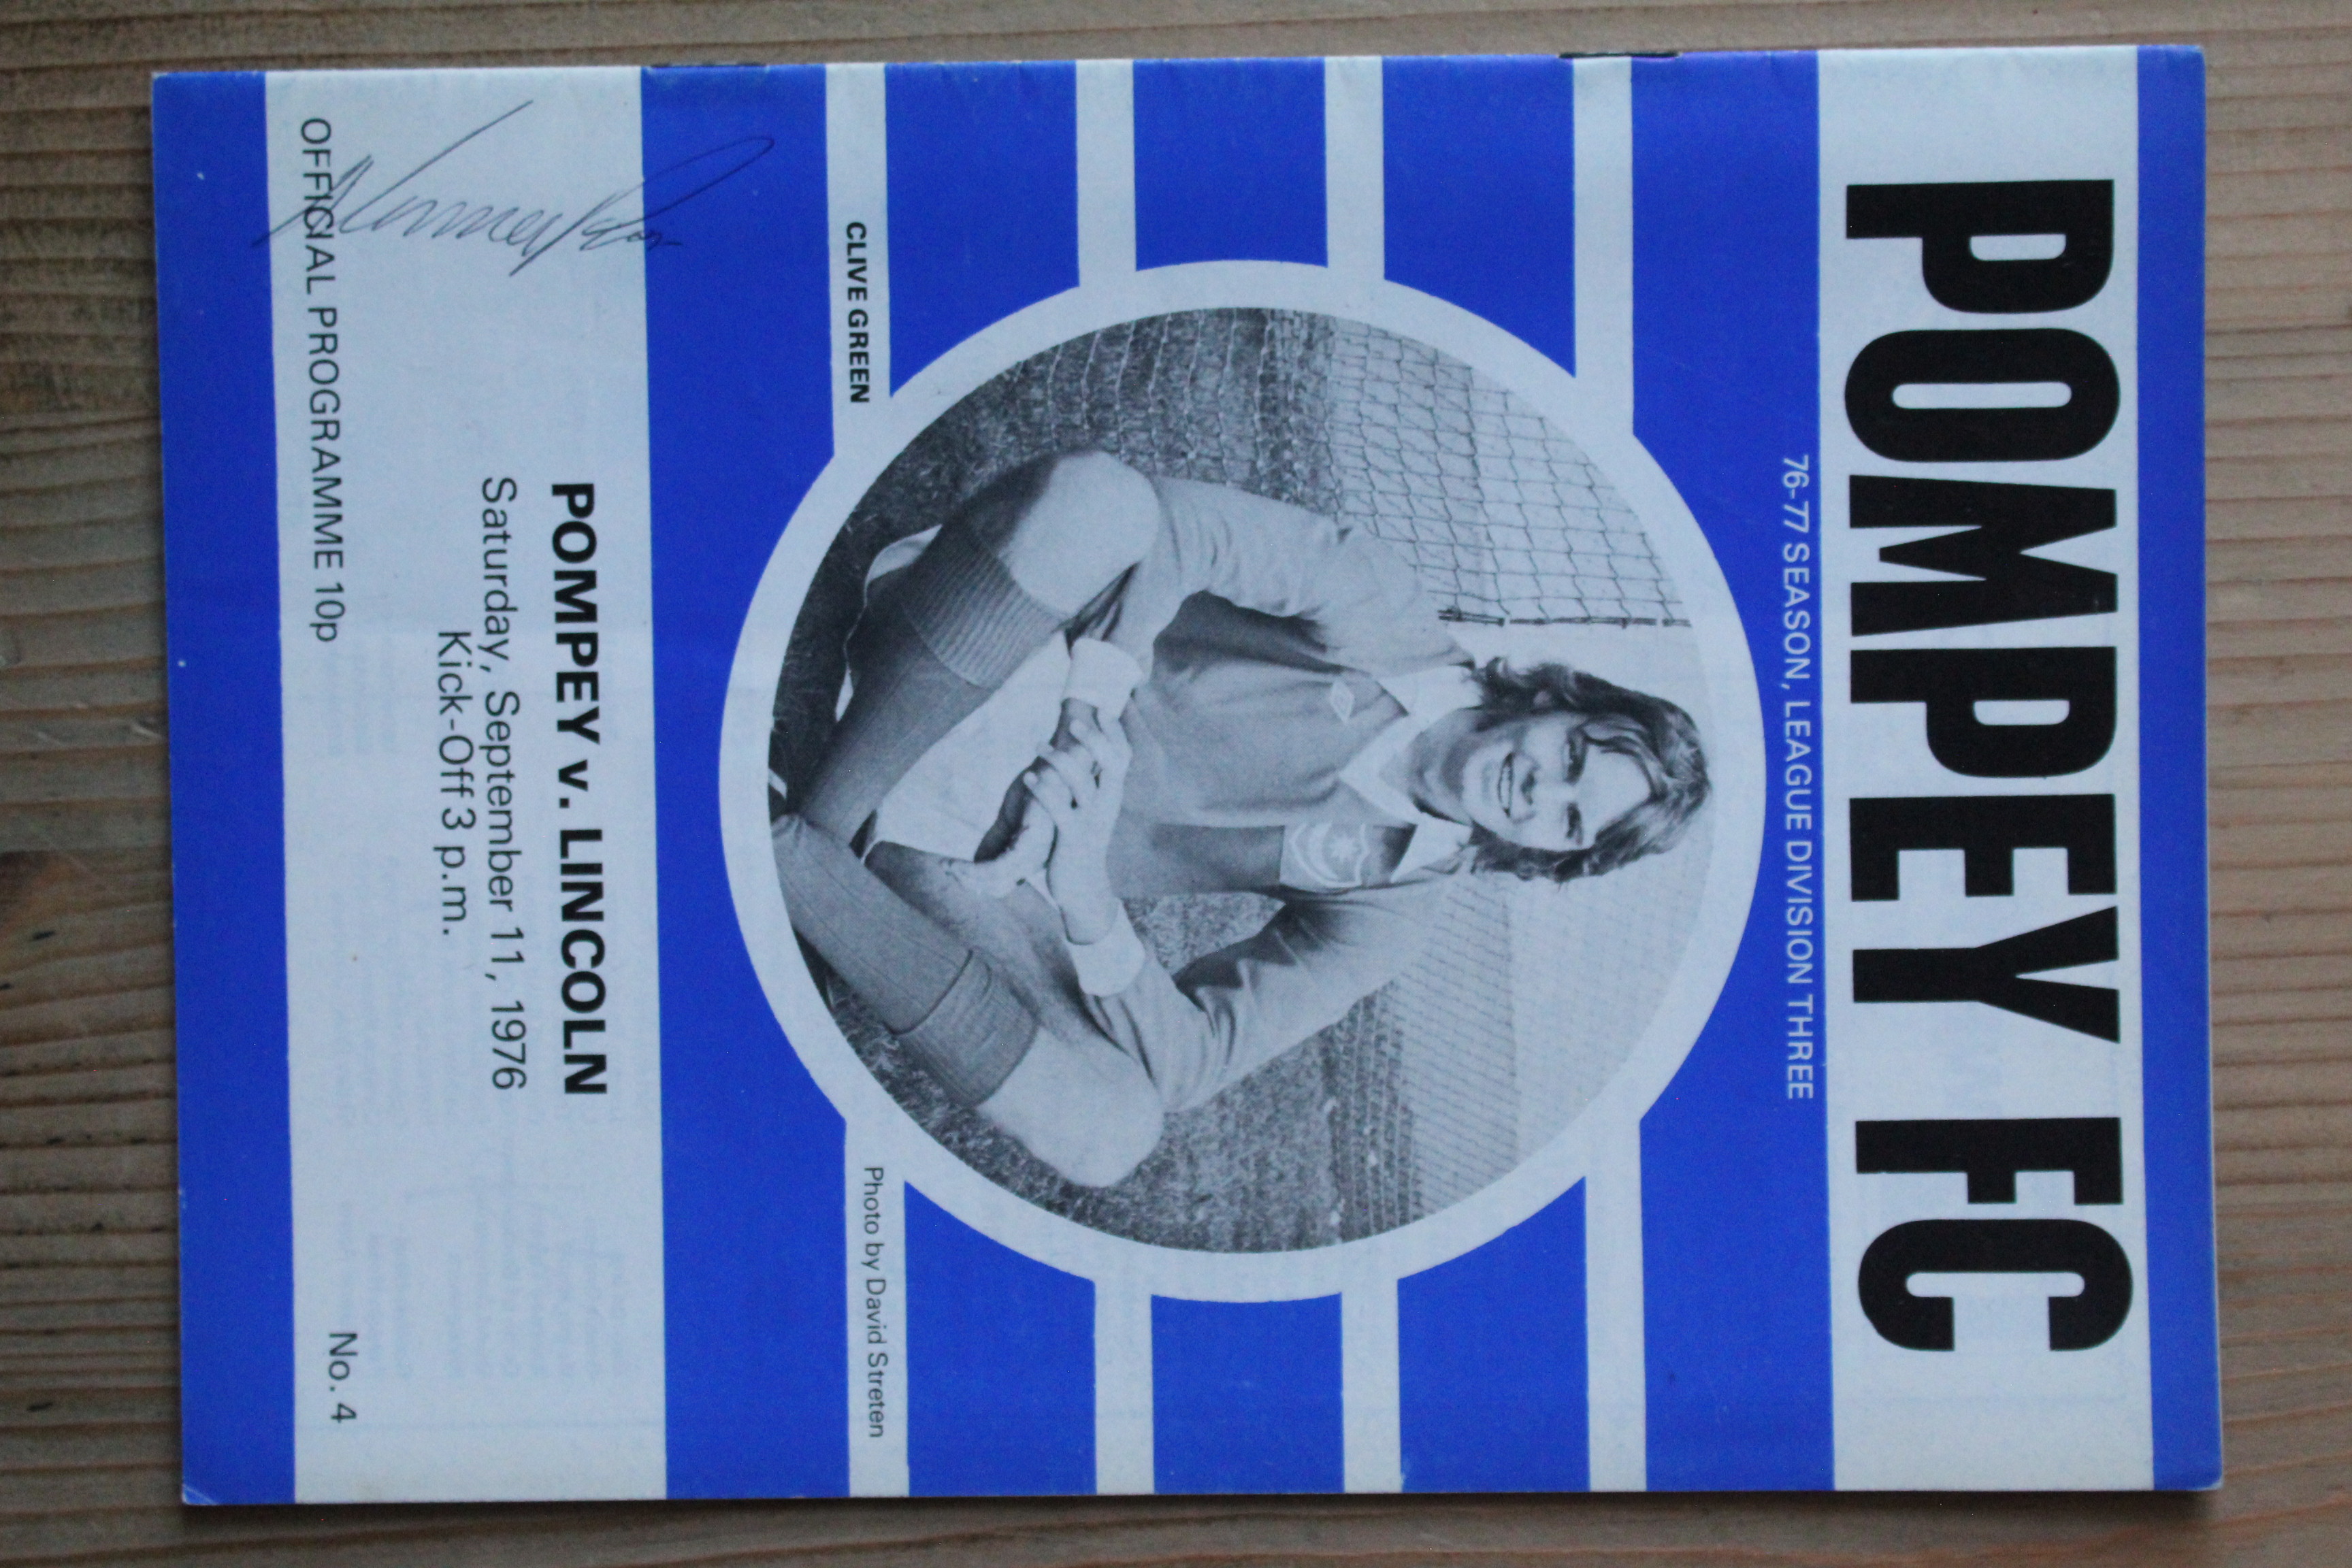 POMPEY FC
76-77 SEASON, LEAGUE DIVISION THREE
CLIVE GREEN
Photo by David Streten
POMPEY v. LINCOLN
Saturday, September 11, 1976
Kick-Off 3 p.m.
OFFICIAL PROGRAMME 10p
No. 4